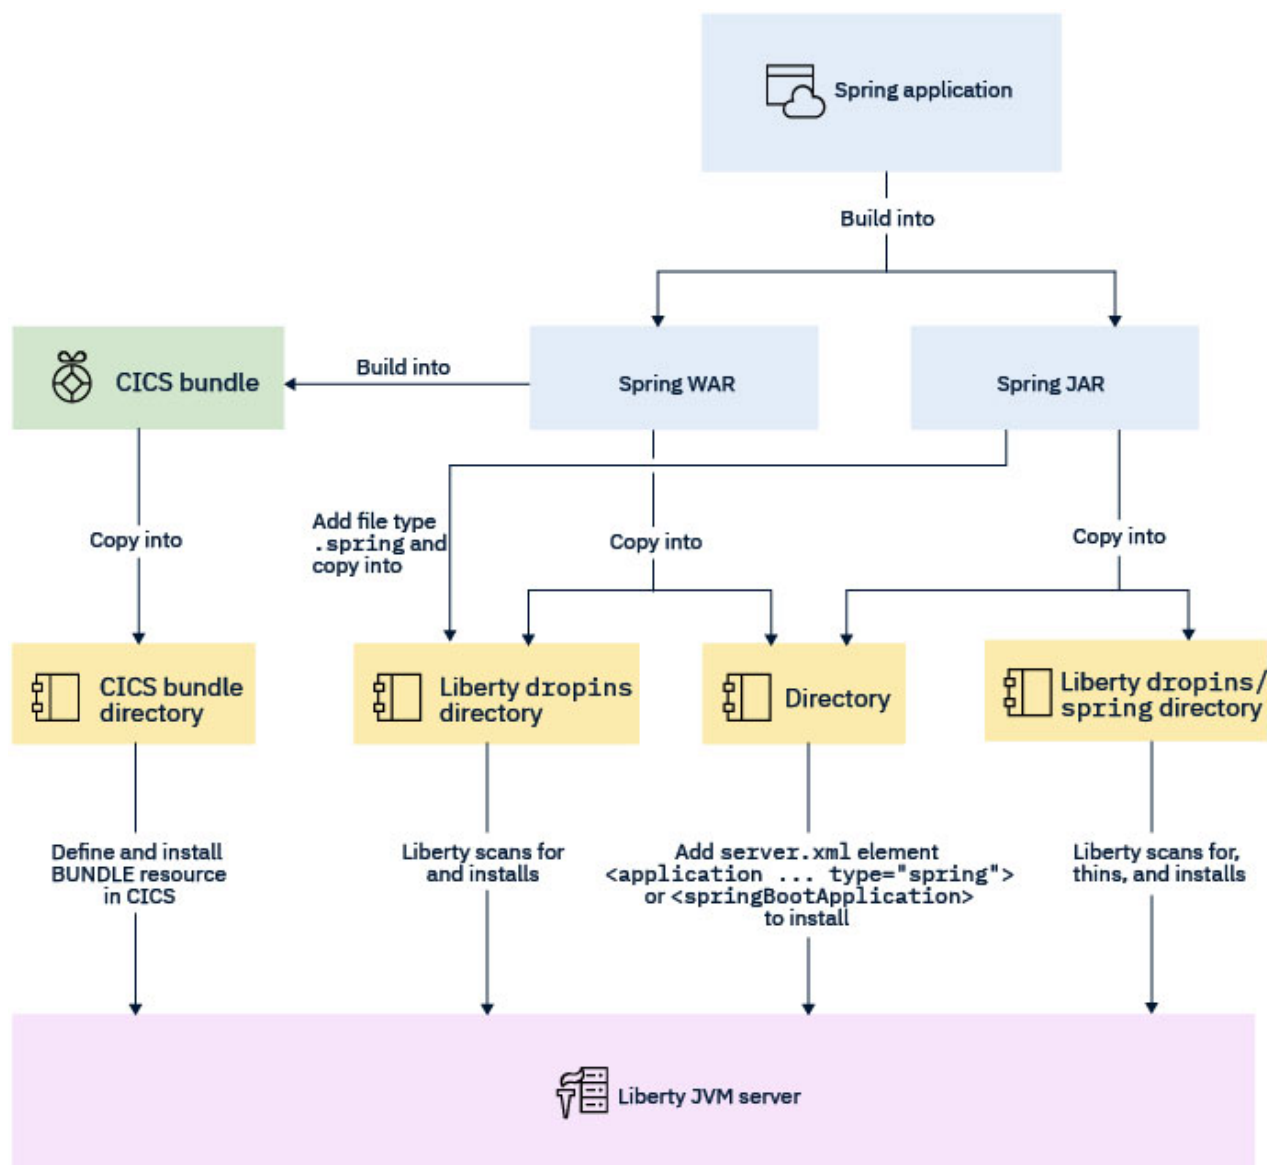 Spring application
Build into
CICS bundle
Build into
Spring WAR
Spring JAR
Copy into
Add file type
.spring and
copy into
Copy into
Copy into
CICS bundle
directory
Liberty dropins
directory
Directory
Liberty dropins/
spring directory
Define and install
BUNDLE resource
in CICS
Liberty scans for
and installs
Add server.xml element
<application ... type="spring">
or <springBootApplication>
to install
Liberty scans for,
thins, and installs
Liberty JVM server